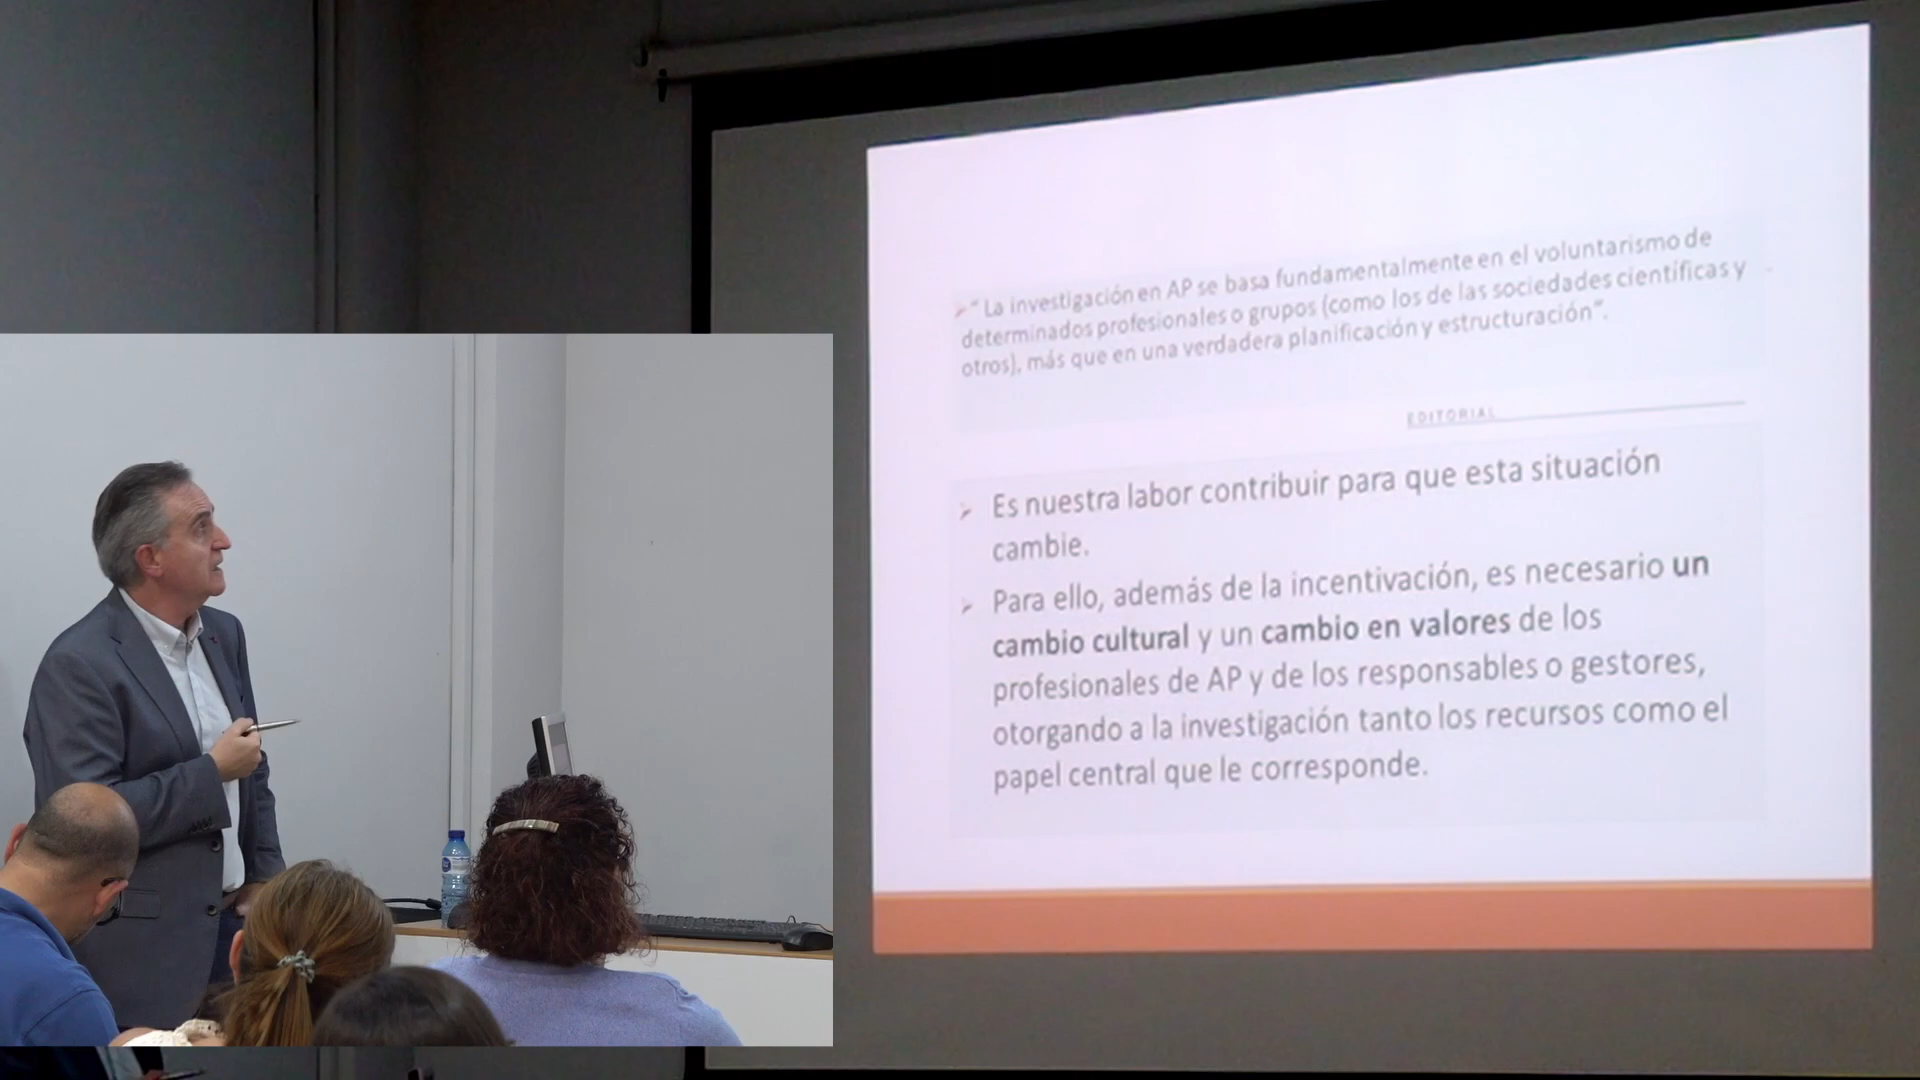 " La investigación en AP se basa fundamentalmente en el voluntarismo de
determinados profesionales o grupos (como los de las sociedades científicas y
otros), más que en una verdadera planificación y estructuración".
EDITORIAL
Es nuestra labor contribuir para que esta situación
cambie.
Para ello, además de la incentivación, es necesario un
cambio cultural y un cambio en valores de los
profesionales de AP y de los responsables o gestores,
otorgando a la investigación tanto los recursos como el
papel central que le corresponde.